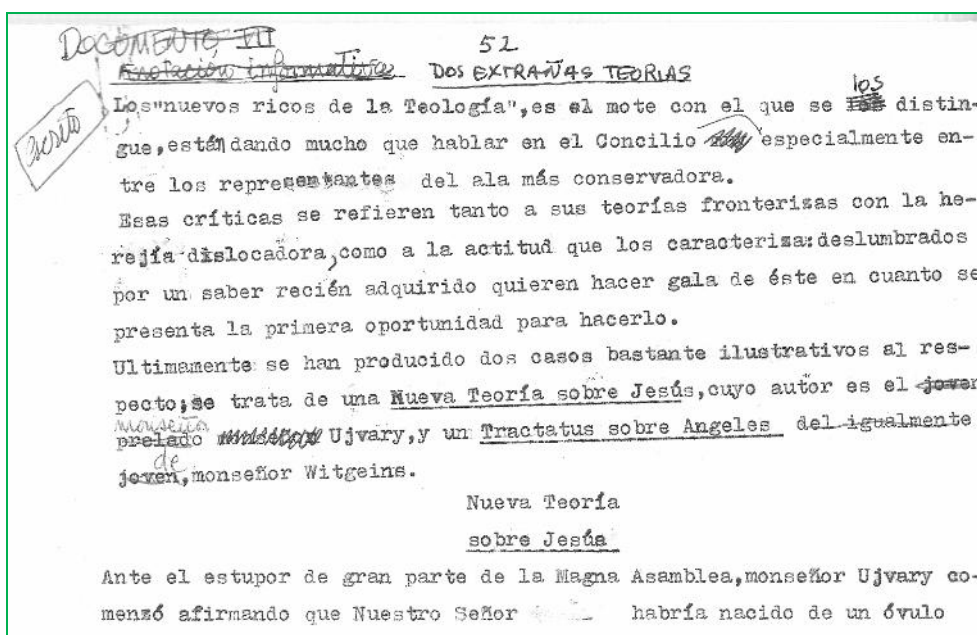 DOCUMENTO VII
52
Anotación informativa DOS EXTRAÑAS TEORIAS
escrito
los
Los"nuevos ricos de la Teología",es el mote con el que se distin-
gue,están dando mucho que hablar en el Concilio especialmente en-
tre los representantes del ala más conservadora.
Esas críticas se refieren tanto a sus teorías fronterizas con la he-
rejía dislocadora,como a la actitud que los caracteriza:deslumbrados
por un saber recién adquirido quieren hacer gala de éste en cuanto se
presenta la primera oportunidad para hacerlo.
Ultimamente se han producido dos casos bastante ilustrativos al res-
pecto;se trata de una Nueva Teoría sobre Jesús,cuyo autor es el joven
monseñor
prelado Ujvary,y un Tractatus sobre Angeles del igualmente
de
joven,monseñor Witgeins.
Nueva Teoría
sobre Jesús
Ante el estupor de gran parte de la Magna Asamblea,monseñor Ujvary co-
menzó afirmando que Nuestro Señor habría nacido de un óvulo